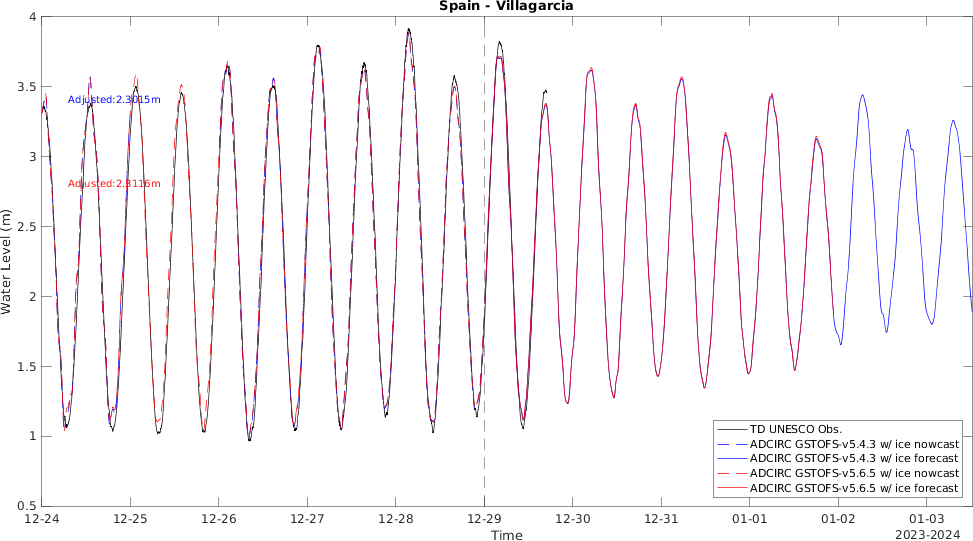 Spain - Villagarcia
Water Level (m)
4
3.5
3
2.5
2
1.5
1
0.5
Adjusted:2.3015m
Adjusted:2.3116m
TD UNESCO Obs.
ADCIRC GSTOFS-v5.4.3 w/ ice nowcast
ADCIRC GSTOFS-v5.4.3 w/ ice forecast
ADCIRC GSTOFS-v5.6.5 w/ ice nowcast
ADCIRC GSTOFS-v5.6.5 w/ ice forecast
12-24 12-25 12-26 12-27 12-28 12-29 12-30 12-31 01-01 01-02 01-03
Time
2023-2024